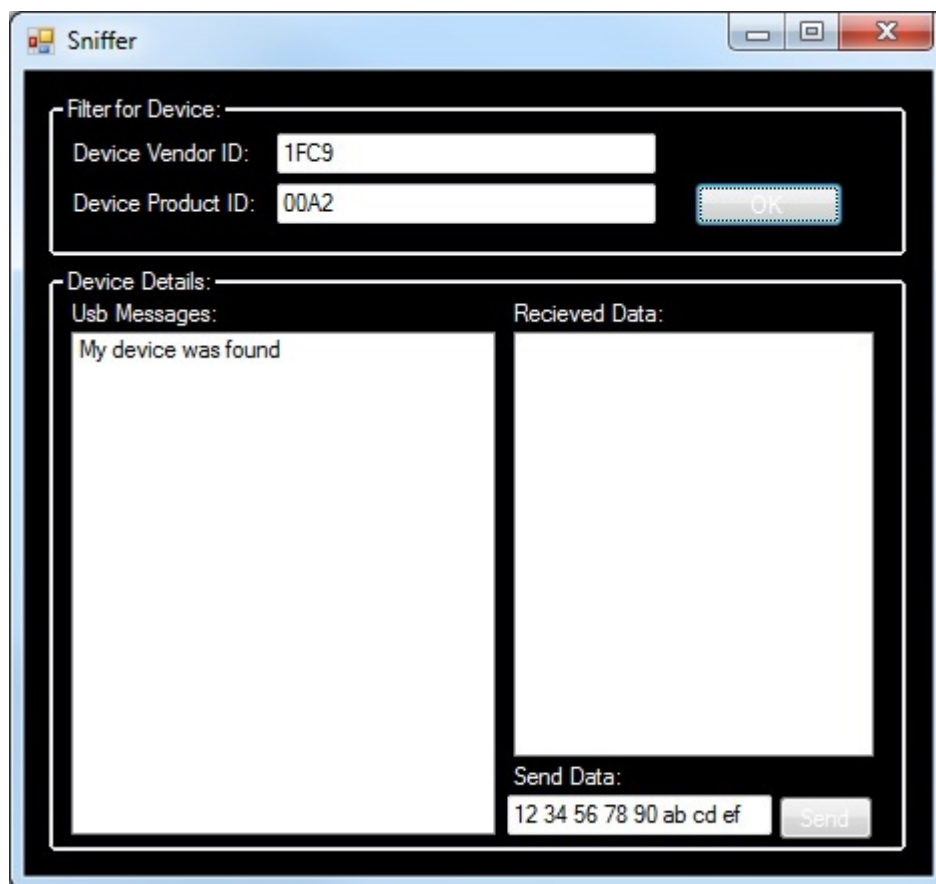 Sniffer
Filter for Device:
Device Vendor ID: 1FC9
Device Product ID: 00A2 OK
Device Details:
Usb Messages: Recieved Data:
My device was found
Send Data:
12 34 56 78 90 ab cd ef Send